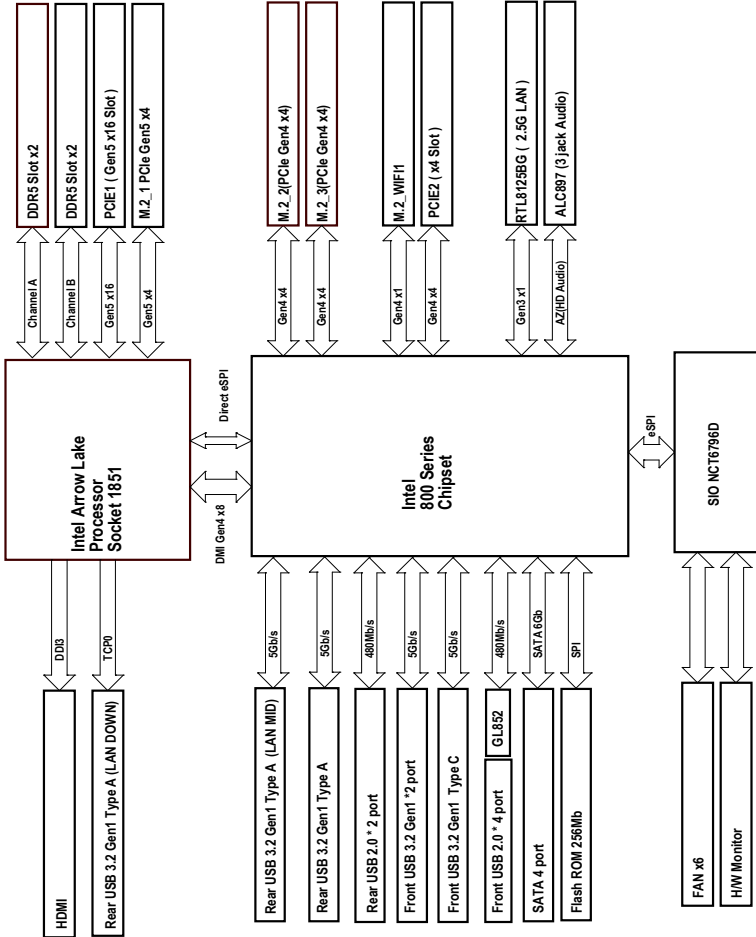 DDR5 Slot x2
DDR5 Slot x2
PCIE1 ( Gen5 x16 Slot )
M.2_1 PCIe Gen5 x4
Channel A
Channel B
Gen5 x16
Gen5 x4
Intel Arrow Lake
Processor
Socket 1851
DDI3
TCP0
HDMI
Rear USB 3.2 Gen1 Type A (LAN DOWN)
Direct eSPI
DMI Gen4 x8
M.2_2(PCIe Gen4 x4)
M.2_3(PCIe Gen4 x4)
M.2_WIFI1
PCIE2 ( x4 Slot )
RTL8125BG ( 2.5G LAN )
ALC897 (3 jack Audio)
Gen4 x4
Gen4 x4
Gen4 x1
Gen4 x4
Gen3 x1
AZ(HD Audio)
Intel
800 Series
Chipset
5Gb/s
5Gb/s
480Mb/s
5Gb/s
5Gb/s
480Mb/s
SATA 6Gb
SPI
Rear USB 3.2 Gen1 Type A (LAN MID)
Rear USB 3.2 Gen1 Type A
Rear USB 2.0 * 2 port
Front USB 3.2 Gen1 *2 port
Front USB 3.2 Gen1 Type C
GL852
Front USB 2.0 * 4 port
SATA 4 port
Flash ROM 256Mb
eSPI
SIO NCT6796D
FAN x6
H/W Monitor